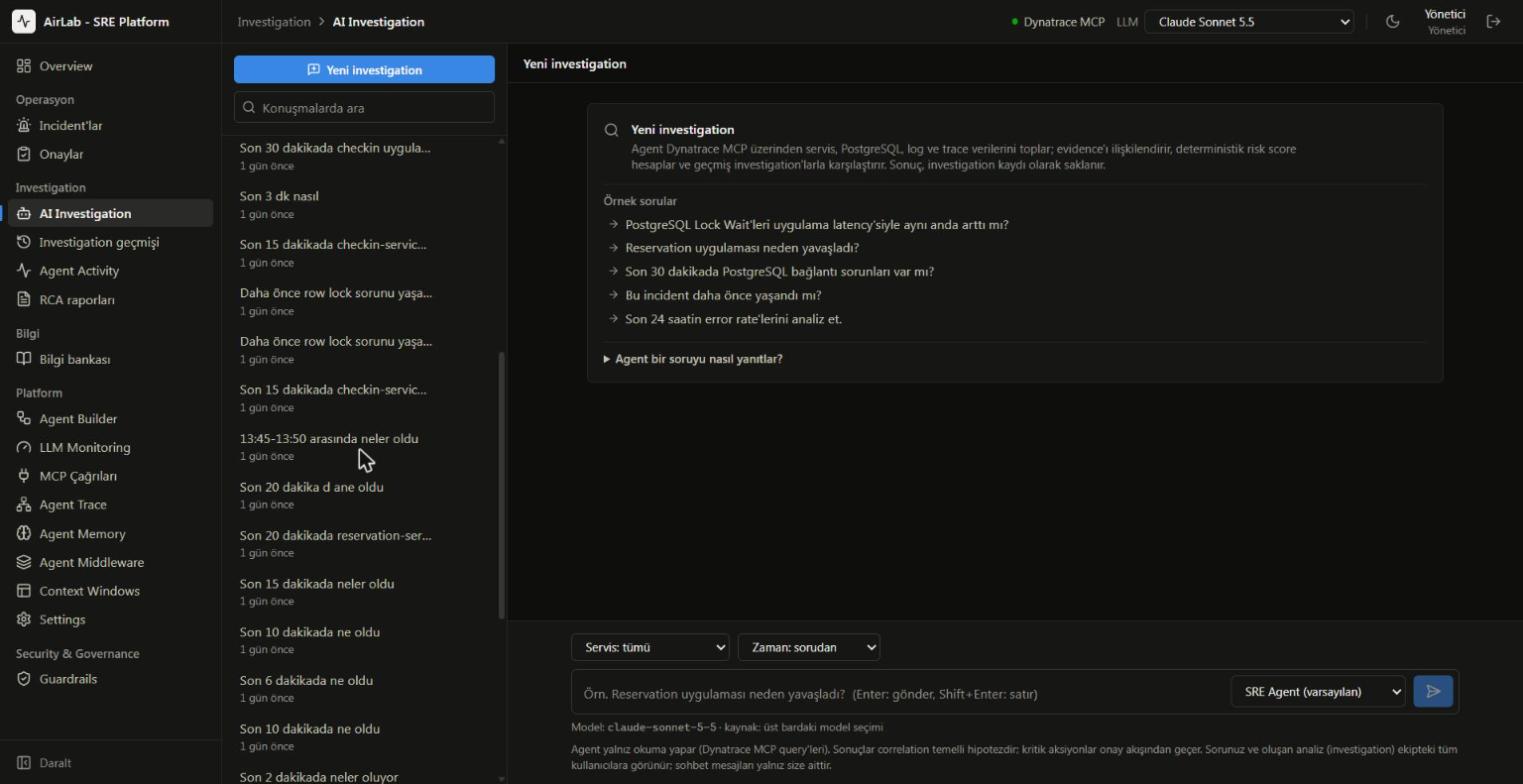 AirLab - SRE Platform
Investigation > AI Investigation
Dynatrace MCP
LLM
Claude Sonnet 5.5
Yönetici
Yönetici
Overview
Operasyon
Incident'lar
Onaylar
Investigation
AI Investigation
Investigation geçmişi
Agent Activity
RCA raporları
Bilgi
Bilgi bankası
Platform
Agent Builder
LLM Monitoring
MCP Çağrıları
Agent Trace
Agent Memory
Agent Middleware
Context Windows
Settings
Security & Governance
Guardrails
Daralt
Yeni investigation
Konuşmalarda ara
Son 30 dakikada checkin uygula...
1 gün önce
Son 3 dk nasıl
1 gün önce
Son 15 dakikada checkin-servic...
1 gün önce
Daha önce row lock sorunu yaşa...
1 gün önce
Daha önce row lock sorunu yaşa...
1 gün önce
Son 15 dakikada checkin-servic...
1 gün önce
13:45-13:50 arasında neler oldu
1 gün önce
Son 20 dakika d ane oldu
1 gün önce
Son 20 dakikada reservation-ser...
1 gün önce
Son 15 dakikada neler oldu
1 gün önce
Son 10 dakikada ne oldu
1 gün önce
Son 6 dakikada ne oldu
1 gün önce
Son 10 dakikada ne oldu
1 gün önce
Son 2 dakikada neler oluyor
Yeni investigation
Yeni investigation
Agent Dynatrace MCP üzerinden servis, PostgreSQL, log ve trace verilerini toplar; evidence'ı ilişkilendirir, deterministik risk score
hesaplar ve geçmiş investigation'larla karşılaştırır. Sonuç, investigation kaydı olarak saklanır.
Örnek sorular
→ PostgreSQL Lock Wait'leri uygulama latency'siyle aynı anda arttı mı?
→ Reservation uygulaması neden yavaşladı?
→ Son 30 dakikada PostgreSQL bağlantı sorunları var mı?
→ Bu incident daha önce yaşandı mı?
→ Son 24 saatin error rate'lerini analiz et.
Agent bir soruyu nasıl yanıtlar?
Servis: tümü
Zaman: sorudan
Örn. Reservation uygulaması neden yavaşladı? (Enter: gönder, Shift+Enter: satır)
SRE Agent (varsayılan)
Model: claude-sonnet-5-5 · kaynak: üst bardaki model seçimi
Agent yalnız okuma yapar (Dynatrace MCP query'leri). Sonuçlar correlation temelli hipotezdir; kritik aksiyonlar onay akışından geçer. Sorunuz ve oluşan analiz (investigation) ekipteki tüm
kullanıcılara görünür; sohbet mesajları yalnız size aittir.